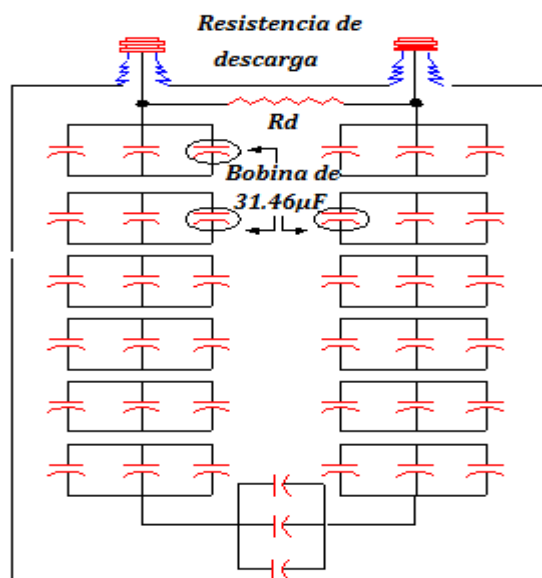 Resistencia de
descarga
Rd
Bobina de
31.46µF